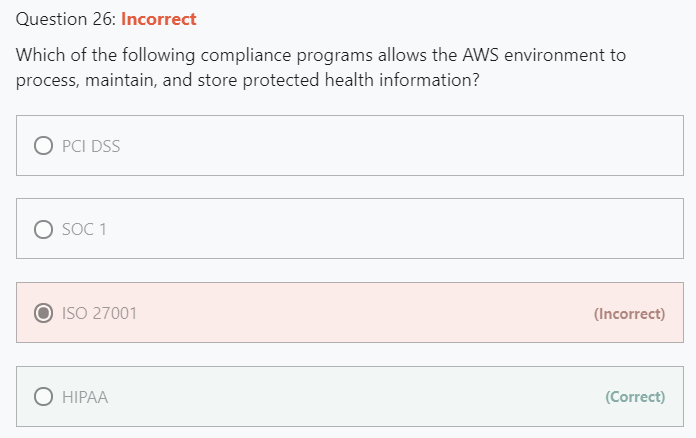 Question 26: Incorrect
Which of the following compliance programs allows the AWS environment to
process, maintain, and store protected health information?
PCI DSS
SOC 1
ISO 27001 (Incorrect)
HIPAA (Correct)